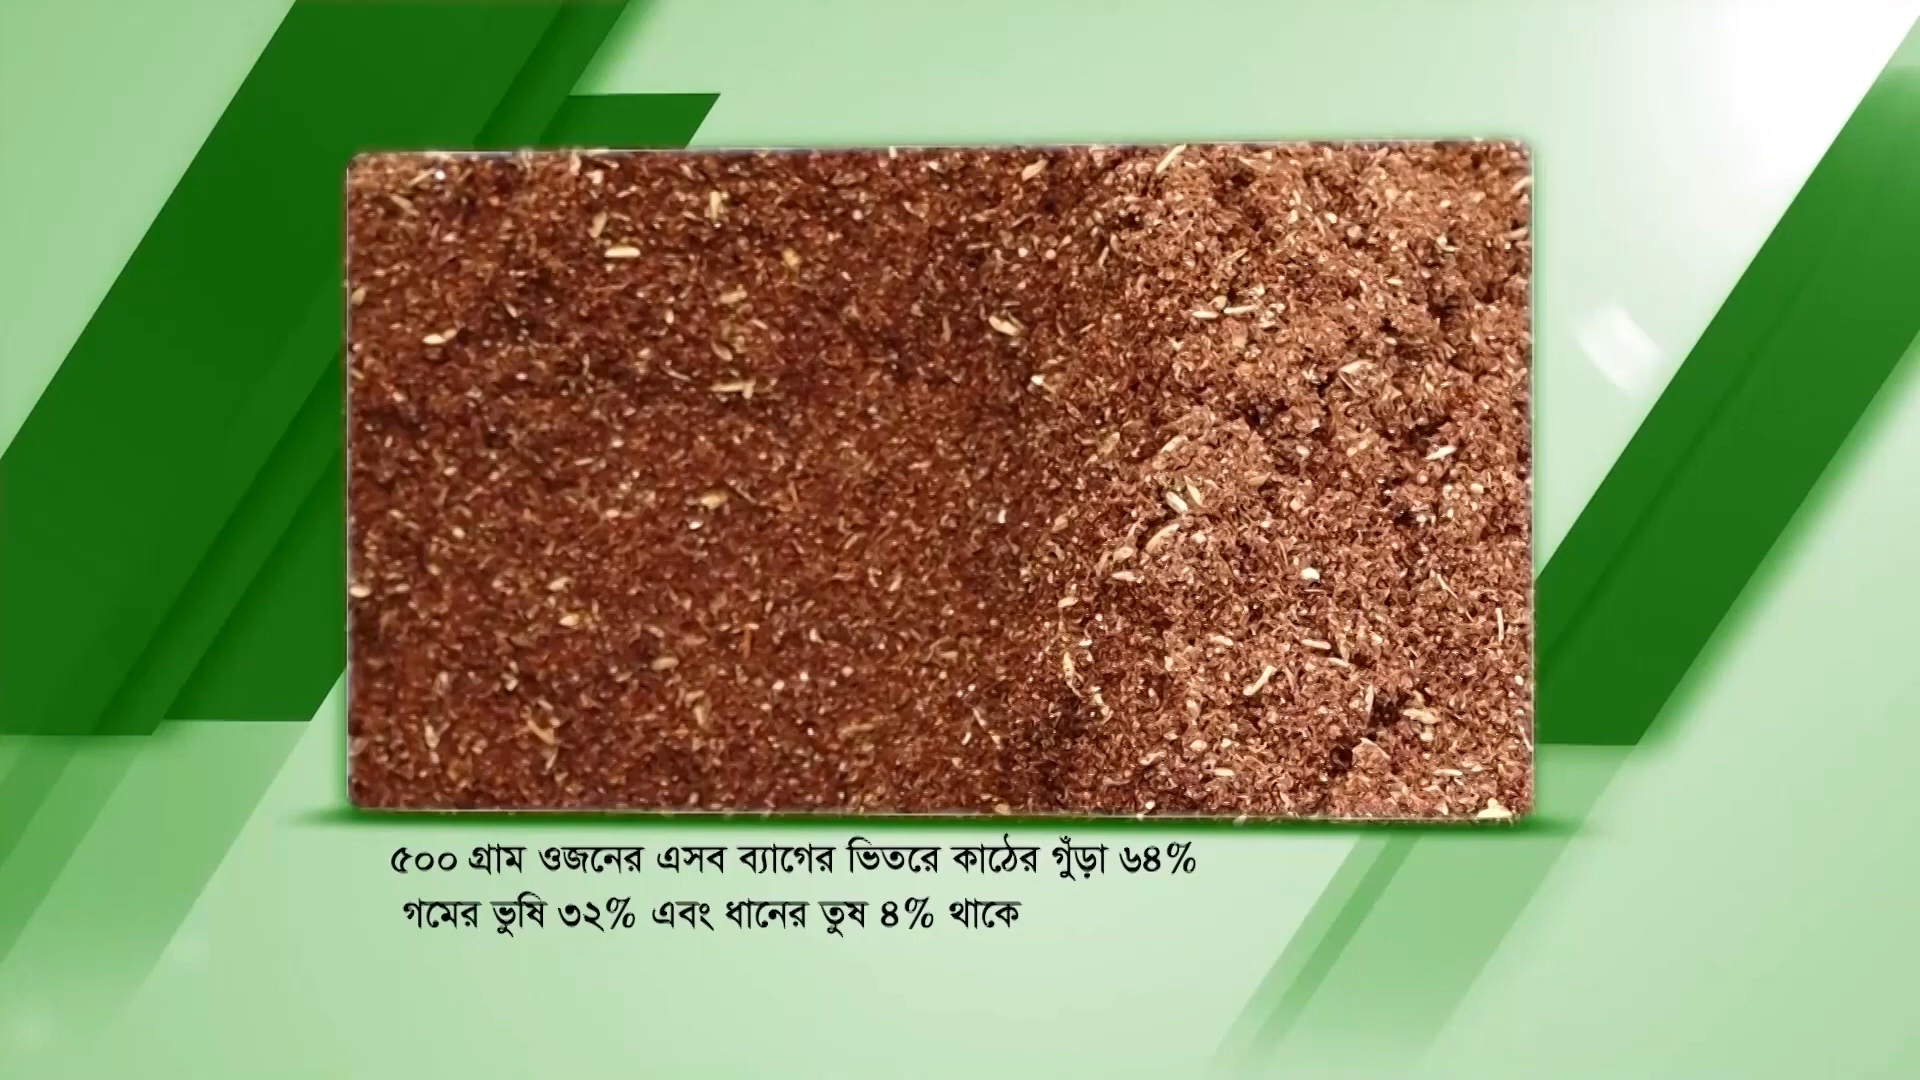 ৫০০ গ্রাম ওজনের এসব ব্যাগের ভিতরে কাঠের গুঁড়া ৬৪%
গমের ভুষি ৩২% এবং ধানের তুষ ৪% থাকে